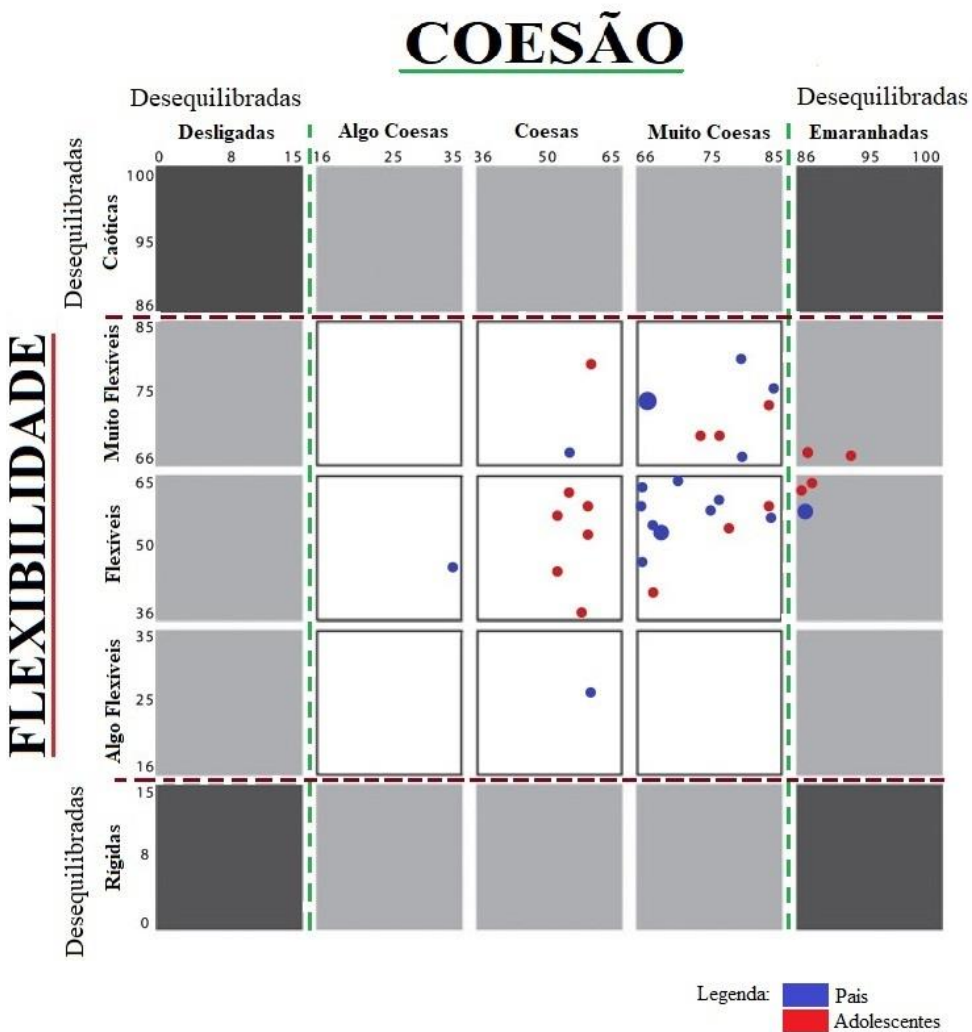 COESÃO
Desequilibradas
Desequilibradas
Desligadas
Algo Coesas
Coesas
Muito Coesas
Emaranhadas
0 8 15 16 25 35 36 50 65 66 75 85 86 95 100
FLEXIBILIDADE
Desequilibradas
Caóticas
100
95
86
Muito Flexíveis
85
75
66
Flexíveis
65
50
36
Algo Flexíveis
35
25
16
Desequilibradas
Rígidas
15
8
0
Legenda:
Pais
Adolescentes